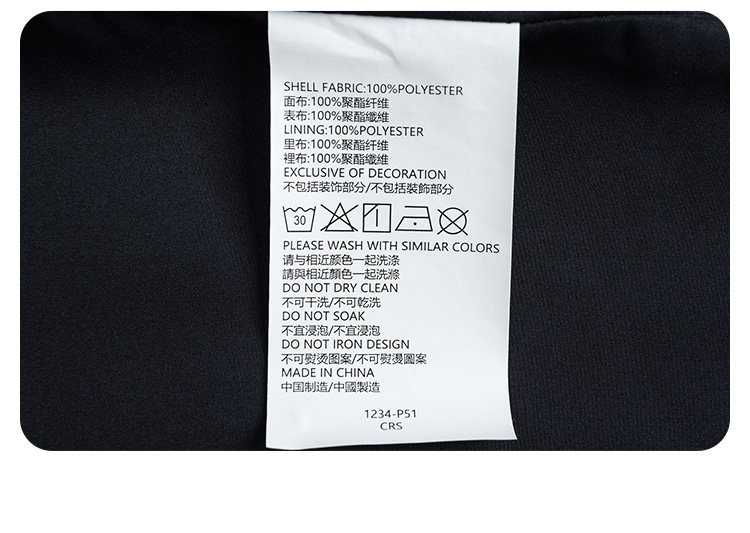 SHELL FABRIC:100%POLYESTER
面布:100%聚酯纤维
表布:100%聚酯纖維
LINING:100%POLYESTER
里布:100%聚酯纤维
裡布:100%聚酯纖維
EXCLUSIVE OF DECORATION
不包括装饰部分/不包括裝飾部分
30
PLEASE WASH WITH SIMILAR COLORS
请与相近颜色一起洗涤
請與相近顏色一起洗滌
DO NOT DRY CLEAN
不可干洗/不可乾洗
DO NOT SOAK
不宜浸泡/不宜浸泡
DO NOT IRON DESIGN
不可熨烫图案/不可熨燙圖案
MADE IN CHINA
中国制造/中國製造
1234-P51
CRS